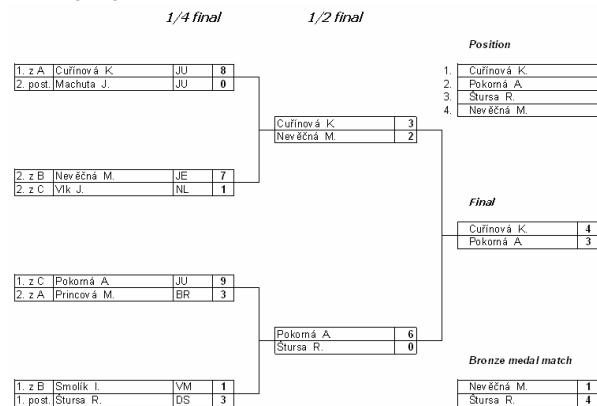 1/4 final 1/2 final
Position
1. z A Cuřínová K. JU 8
2. post. Machuta J. JU 0
1. Cuřínová K.
2. Pokorná A.
3. Štursa R.
4. Nevěčná M.
Cuřínová K. 3
Nevěčná M. 2
2. z B Nevěčná M. JE 7
2. z C Vlk J. NL 1
Final
Cuřínová K. 4
Pokorná A. 3
1. z C Pokorná A. JU 9
2. z A Princová M. BR 3
Pokorná A. 6
Štursa R. 0
Bronze medal match
1. z B Smolík I. VM 1
1. post. Štursa R. DS 3
Nevěčná M. 1
Štursa R. 4